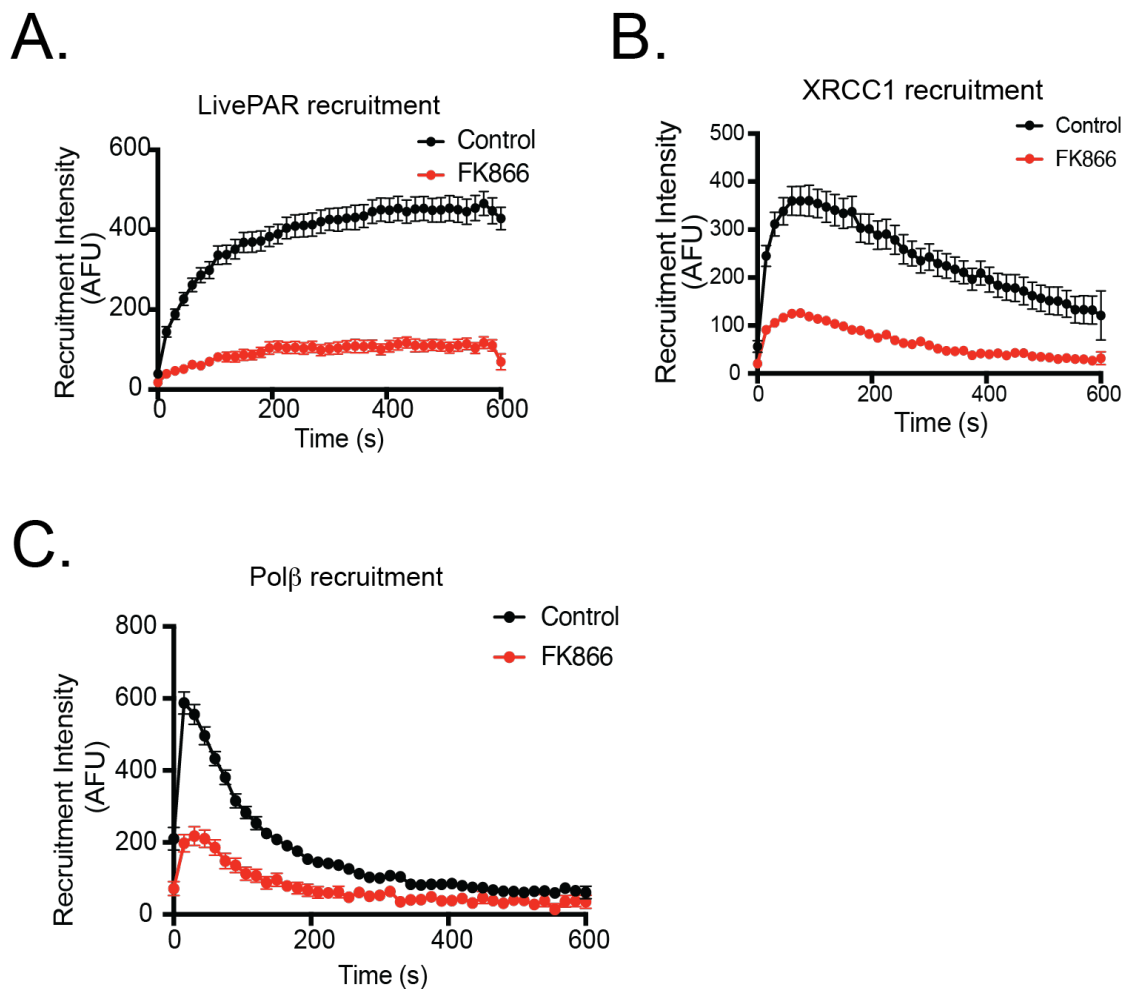 A.
LivePAR recruitment
Control
FK866
Recruitment Intensity
(AFU)
600
400
200
0
0 200 400 600
Time (s)
B.
XRCC1 recruitment
Control
FK866
Recruitment Intensity
(AFU)
500
400
300
200
100
0
0 200 400 600
Time (s)
C.
Polβ recruitment
Control
FK866
Recruitment Intensity
(AFU)
800
600
400
200
0
0 200 400 600
Time (s)